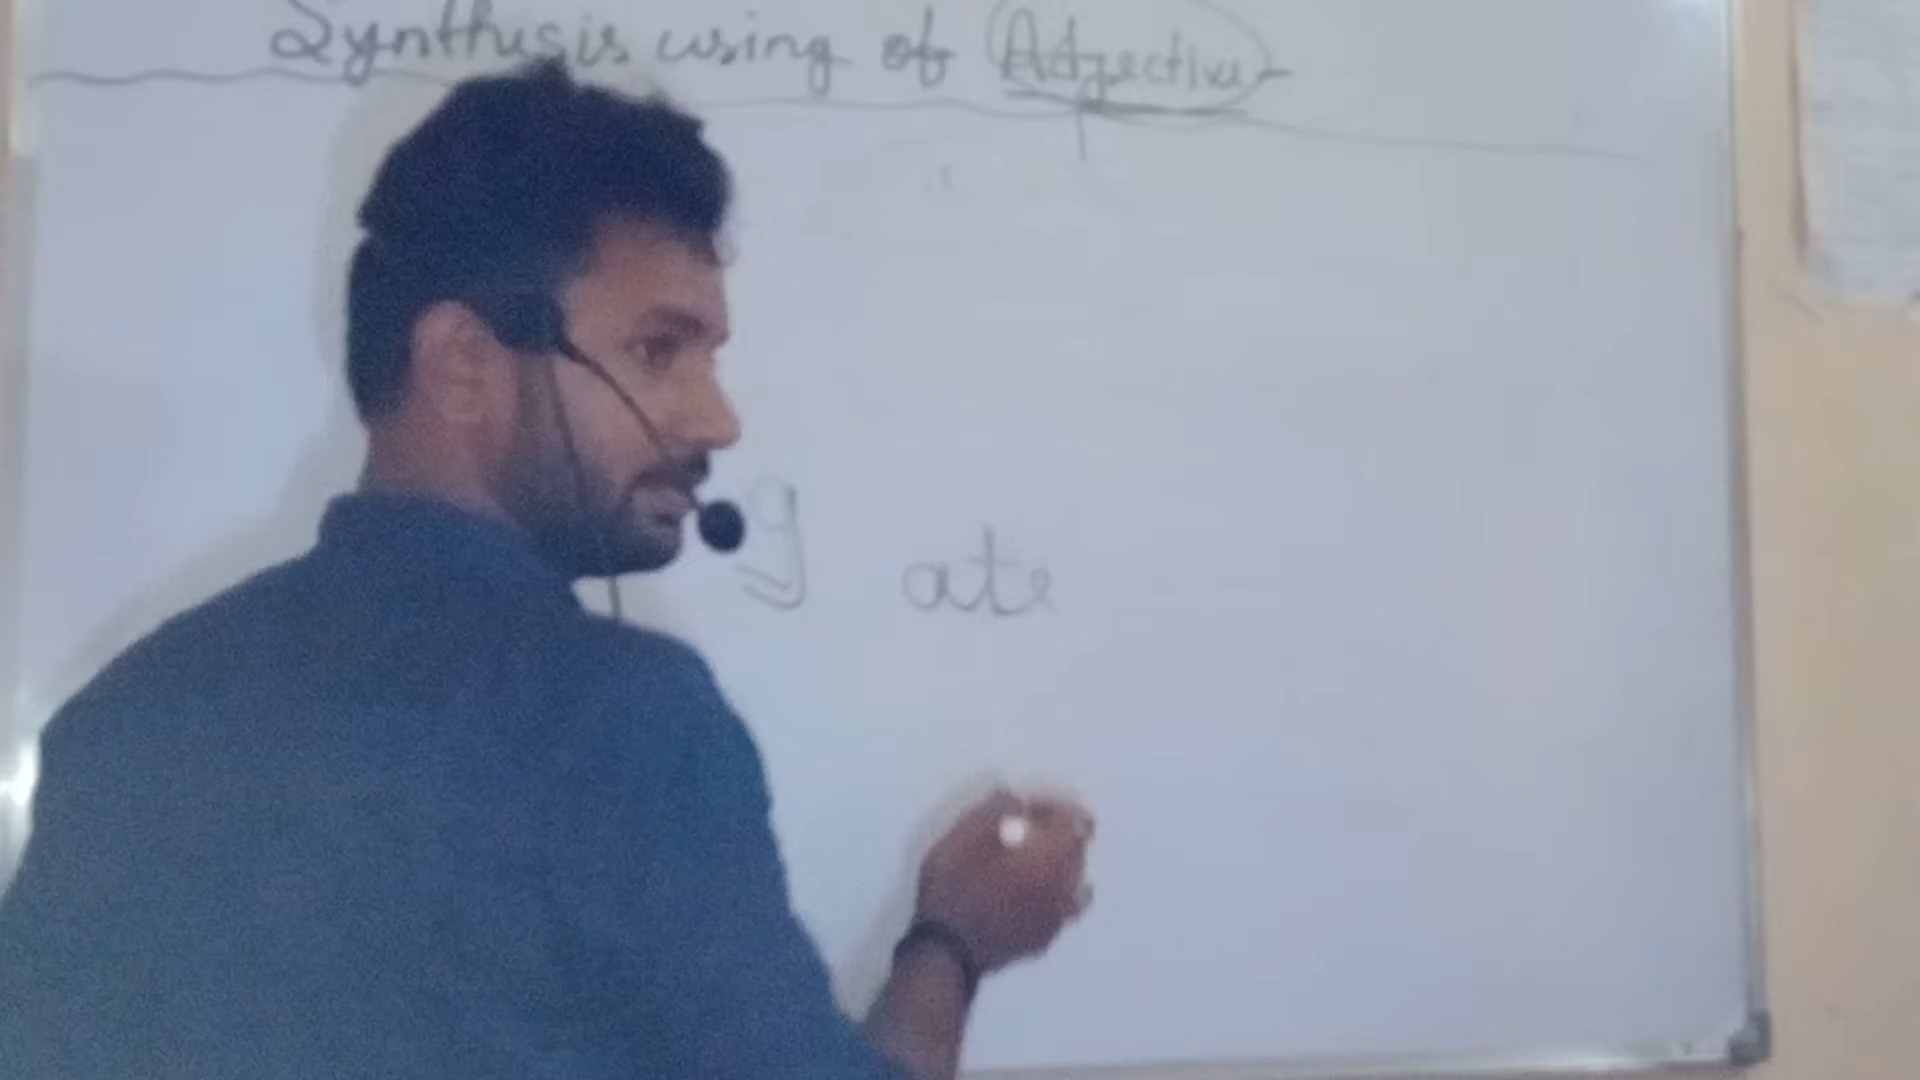 Synthesis using of Adjective-
I ate